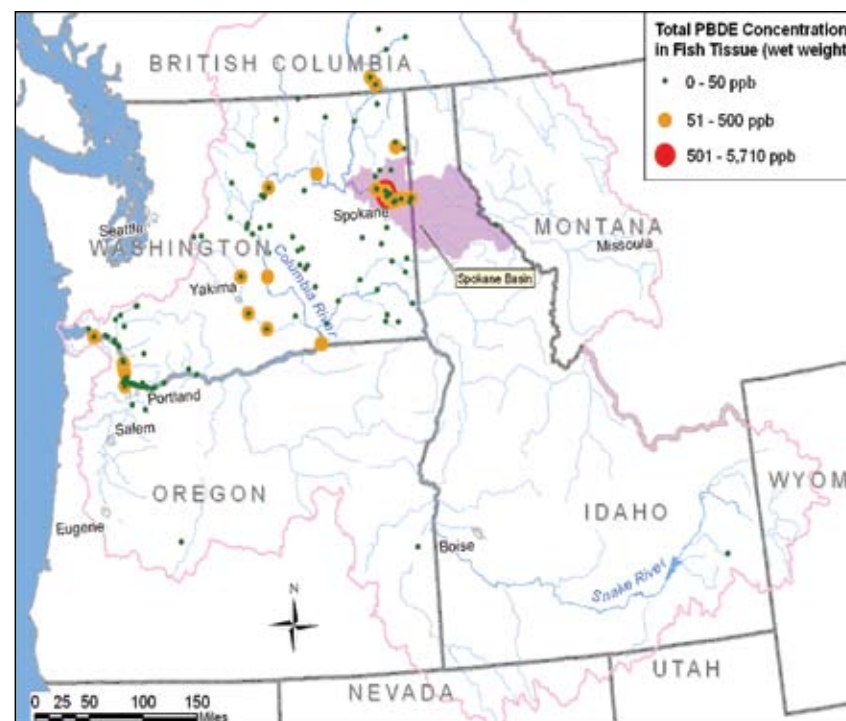 Total PBDE Concentration
in Fish Tissue (wet weight
0 - 50 ppb
51 - 500 ppb
501 - 5,710 ppb
BRITISH COLUMBIA
Seattle
WASHINGTON
Spokane
MONTANA
Missoula
Spokane Basin
Columbia River
Yakima
Portland
Salem
OREGON
Eugene
IDAHO
WYOM
Boise
Snake River
N
UTAH
NEVADA
0 25 50 100 150
Miles